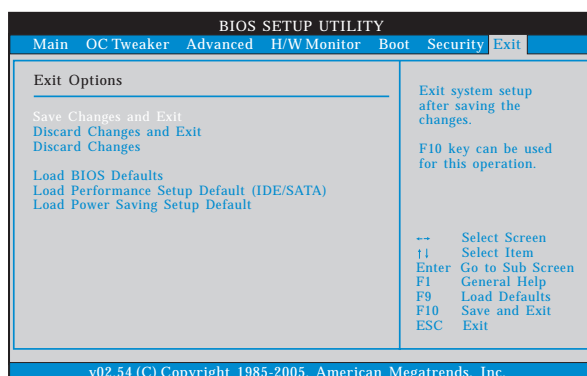 BIOS SETUP UTILITY
Main OC Tweaker Advanced H/W Monitor Boot Security Exit
Exit Options
Save Changes and Exit
Discard Changes and Exit
Discard Changes
Load BIOS Defaults
Load Performance Setup Default (IDE/SATA)
Load Power Saving Setup Default
Exit system setup
after saving the
changes.
F10 key can be used
for this operation.
←→ Select Screen
↑↓ Select Item
Enter Go to Sub Screen
F1 General Help
F9 Load Defaults
F10 Save and Exit
ESC Exit
v02.54 (C) Copyright 1985-2005, American Megatrends, Inc.